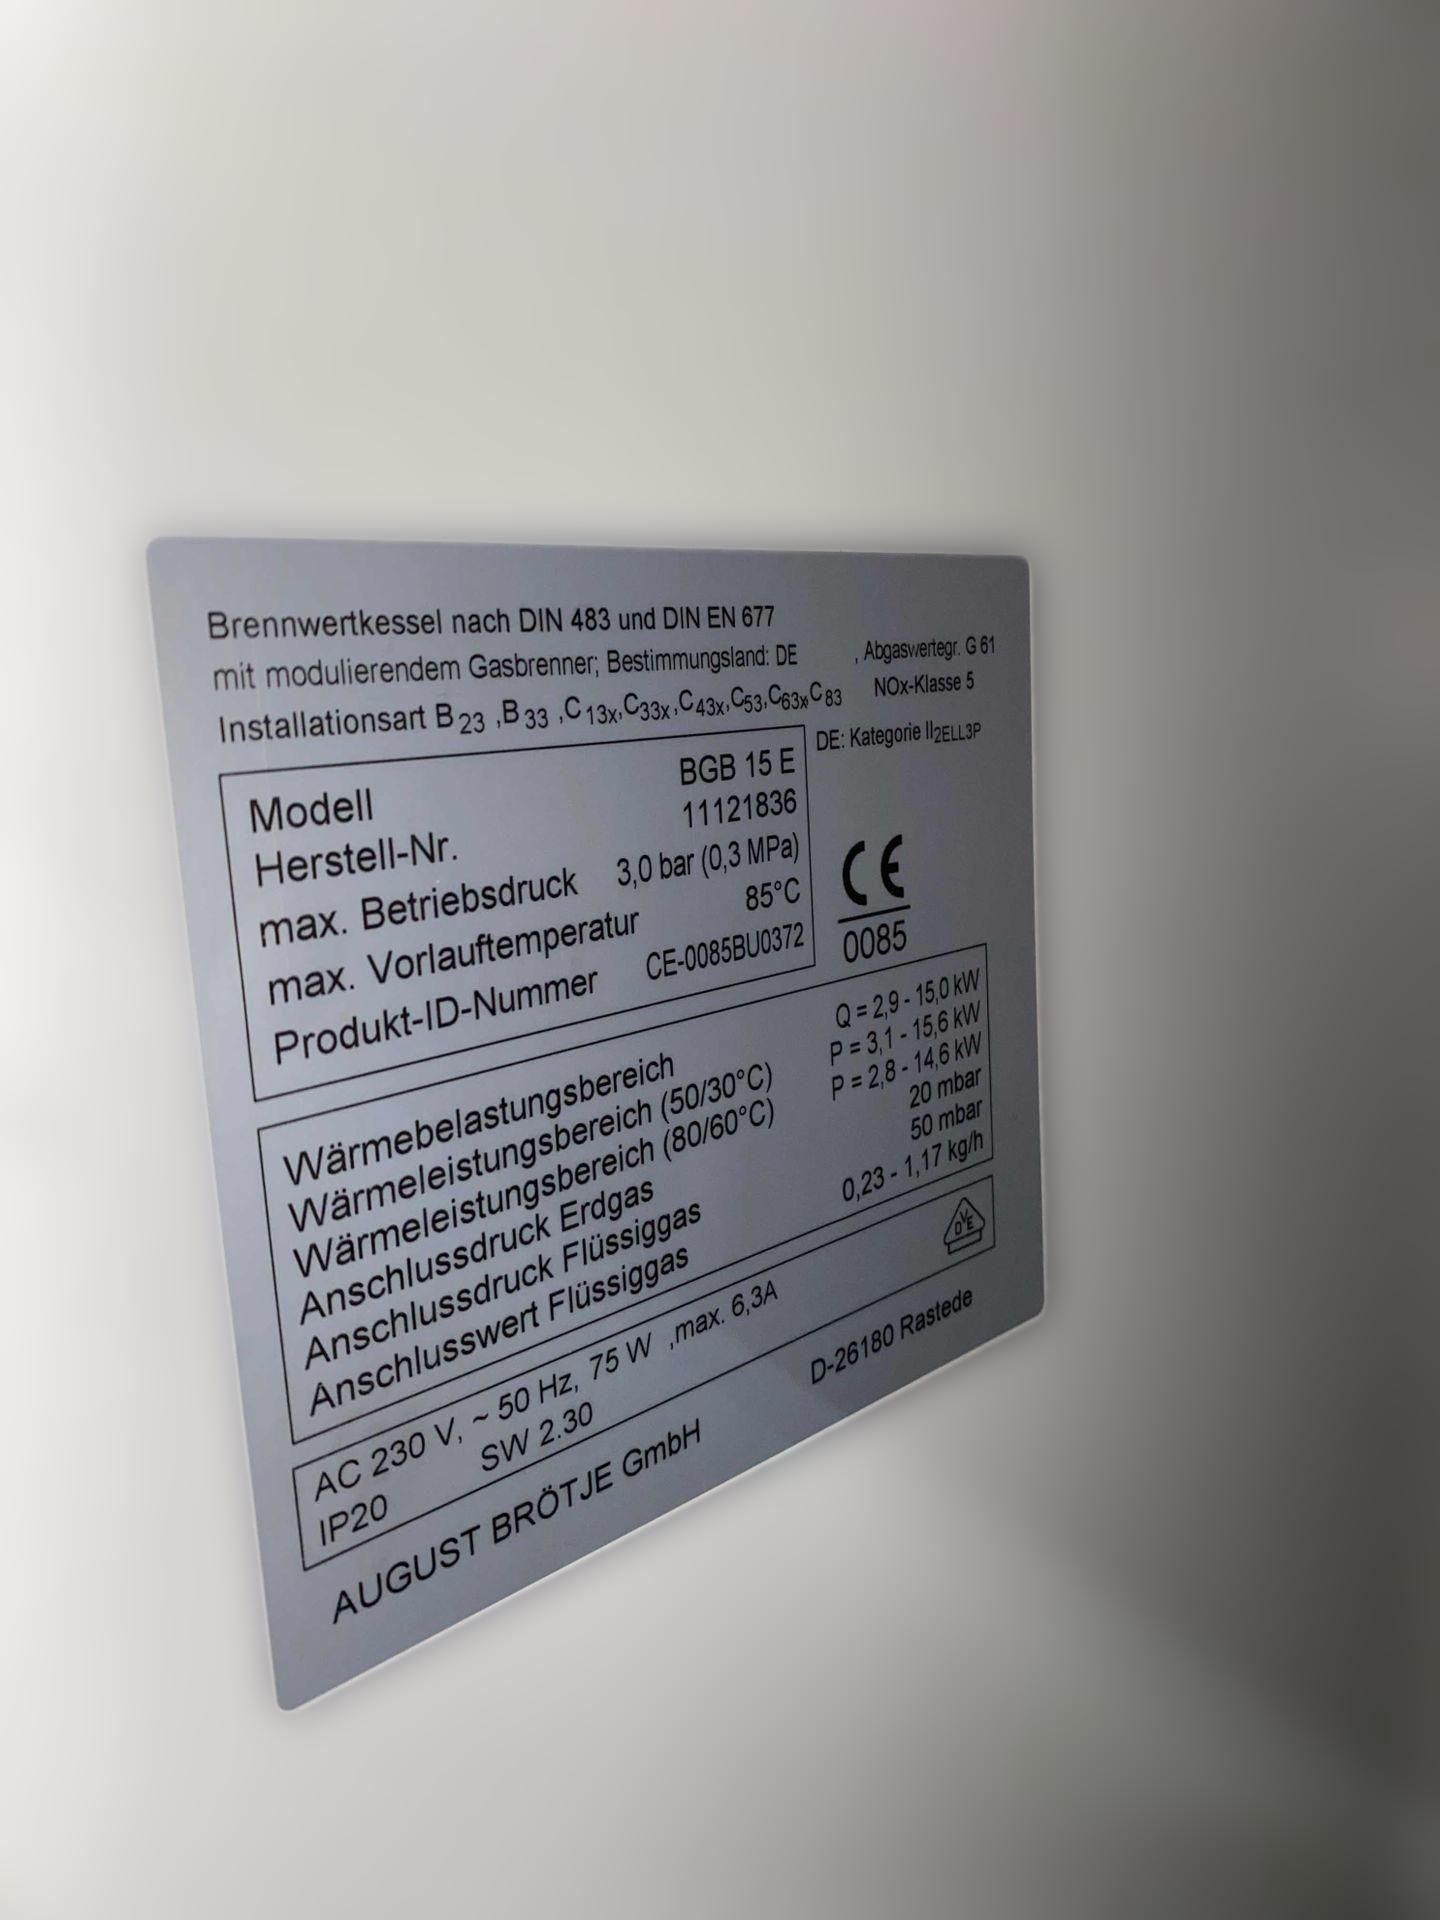 Brennwertkessel nach DIN 483 und DIN EN 677
mit modulierendem Gasbrenner; Bestimmungsland: DE , Abgaswertegr. G 61
Installationsart B23 ,B33 ,C13x,C33x,C43x,C53,C63x,C83 NOx-Klasse 5
DE: Kategorie II2ELL3P
Modell BGB 15 E
Herstell-Nr. 11121836
max. Betriebsdruck 3,0 bar (0,3 MPa)
max. Vorlauftemperatur 85°C
Produkt-ID-Nummer CE-0085BU0372
CE
0085
Wärmebelastungsbereich Q = 2,9 - 15,0 kW
Wärmeleistungsbereich (50/30°C) P = 3,1 - 15,6 kW
Wärmeleistungsbereich (80/60°C) P = 2,8 - 14,6 kW
Anschlussdruck Erdgas 20 mbar
Anschlussdruck Flüssiggas 50 mbar
Anschlusswert Flüssiggas 0,23 - 1,17 kg/h
AC 230 V, ~ 50 Hz, 75 W ,max. 6,3A
IP20 SW 2.30
DVE
AUGUST BRÖTJE GmbH D-26180 Rastede